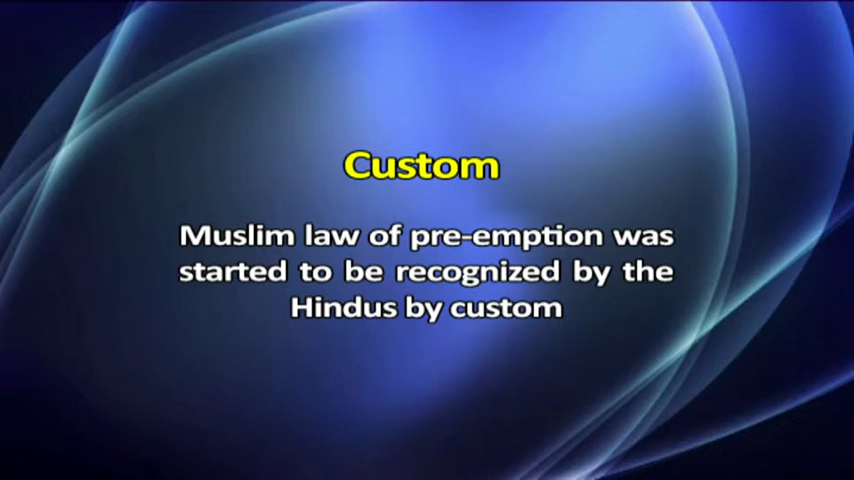 Custom
Muslim law of pre-emption was
started to be recognized by the
Hindus by custom